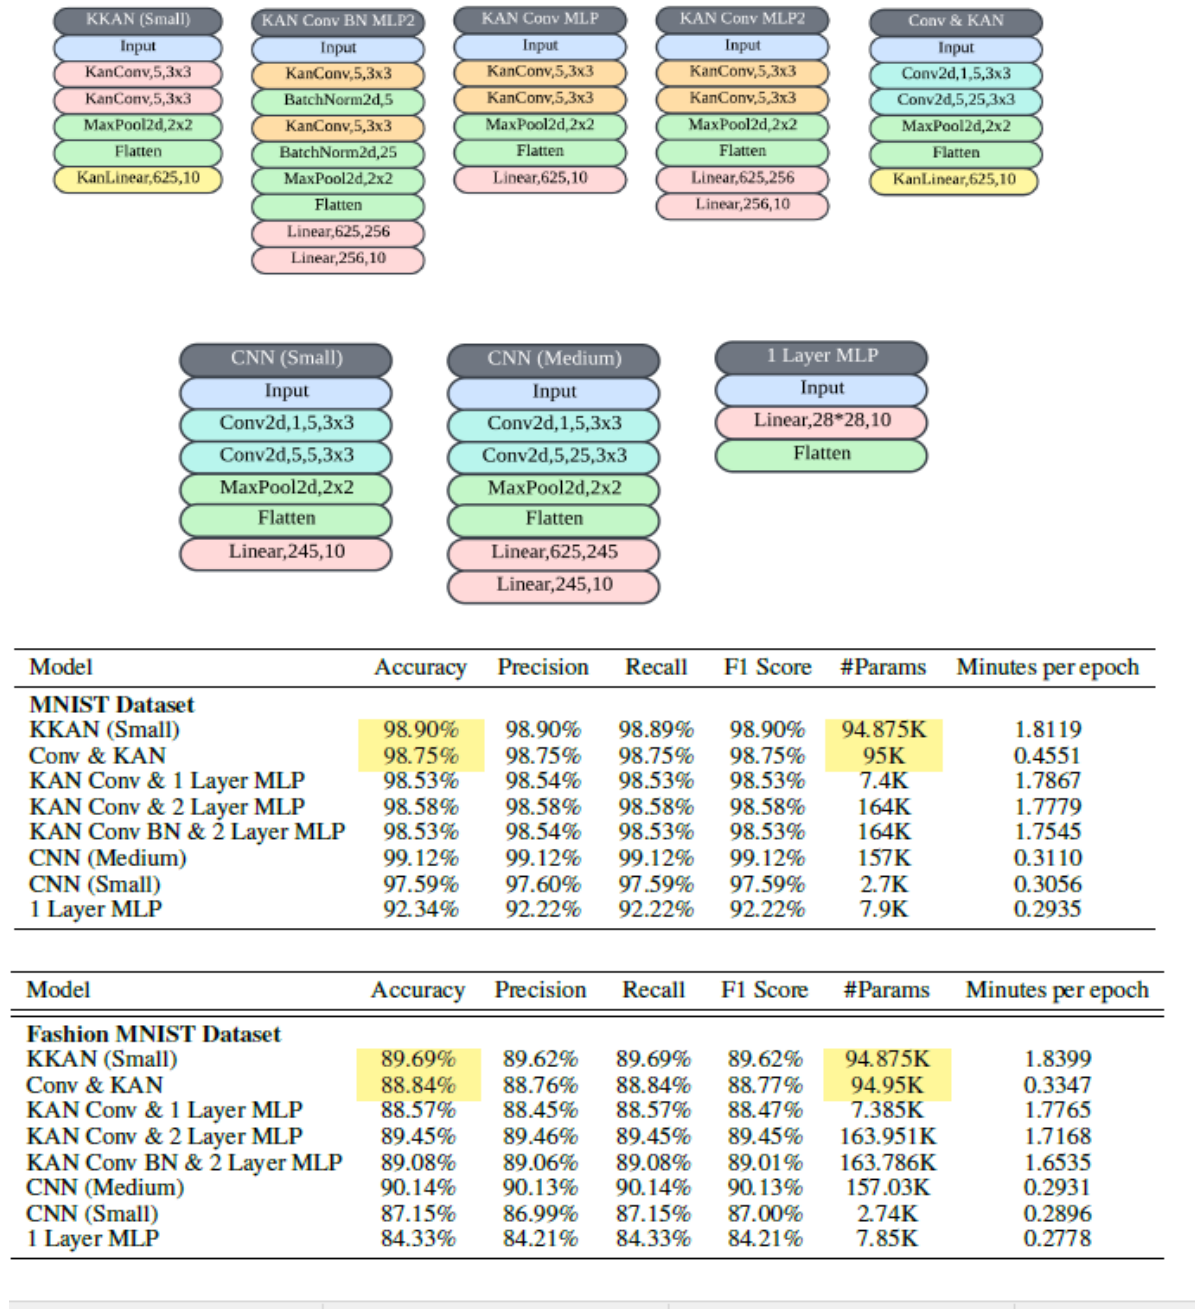 KKAN (Small)
Input
KanConv,5,3x3
KanConv,5,3x3
MaxPool2d,2x2
Flatten
KanLinear,625,10
KAN Conv BN MLP2
Input
KanConv,5,3x3
BatchNorm2d,5
KanConv,5,3x3
BatchNorm2d,25
MaxPool2d,2x2
Flatten
Linear,625,256
Linear,256,10
KAN Conv MLP
Input
KanConv,5,3x3
KanConv,5,3x3
MaxPool2d,2x2
Flatten
Linear,625,10
KAN Conv MLP2
Input
KanConv,5,3x3
KanConv,5,3x3
MaxPool2d,2x2
Flatten
Linear,625,256
Linear,256,10
Conv & KAN
Input
Conv2d,1,5,3x3
Conv2d,5,25,3x3
MaxPool2d,2x2
Flatten
KanLinear,625,10
CNN (Small)
Input
Conv2d,1,5,3x3
Conv2d,5,5,3x3
MaxPool2d,2x2
Flatten
Linear,245,10
CNN (Medium)
Input
Conv2d,1,5,3x3
Conv2d,5,25,3x3
MaxPool2d,2x2
Flatten
Linear,625,245
Linear,245,10
1 Layer MLP
Input
Linear,28*28,10
Flatten
Model Accuracy Precision Recall F1 Score #Params Minutes per epoch
MNIST Dataset
KKAN (Small) 98.90% 98.90% 98.89% 98.90% 94.875K 1.8119
Conv & KAN 98.75% 98.75% 98.75% 98.75% 95K 0.4551
KAN Conv & 1 Layer MLP 98.53% 98.54% 98.53% 98.53% 7.4K 1.7867
KAN Conv & 2 Layer MLP 98.58% 98.58% 98.58% 98.58% 164K 1.7779
KAN Conv BN & 2 Layer MLP 98.53% 98.54% 98.53% 98.53% 164K 1.7545
CNN (Medium) 99.12% 99.12% 99.12% 99.12% 157K 0.3110
CNN (Small) 97.59% 97.60% 97.59% 97.59% 2.7K 0.3056
1 Layer MLP 92.34% 92.22% 92.22% 92.22% 7.9K 0.2935
Model Accuracy Precision Recall F1 Score #Params Minutes per epoch
Fashion MNIST Dataset
KKAN (Small) 89.69% 89.62% 89.69% 89.62% 94.875K 1.8399
Conv & KAN 88.84% 88.76% 88.84% 88.77% 94.95K 0.3347
KAN Conv & 1 Layer MLP 88.57% 88.45% 88.57% 88.47% 7.385K 1.7765
KAN Conv & 2 Layer MLP 89.45% 89.46% 89.45% 89.45% 163.951K 1.7168
KAN Conv BN & 2 Layer MLP 89.08% 89.06% 89.08% 89.01% 163.786K 1.6535
CNN (Medium) 90.14% 90.13% 90.14% 90.13% 157.03K 0.2931
CNN (Small) 87.15% 86.99% 87.15% 87.00% 2.74K 0.2896
1 Layer MLP 84.33% 84.21% 84.33% 84.21% 7.85K 0.2778